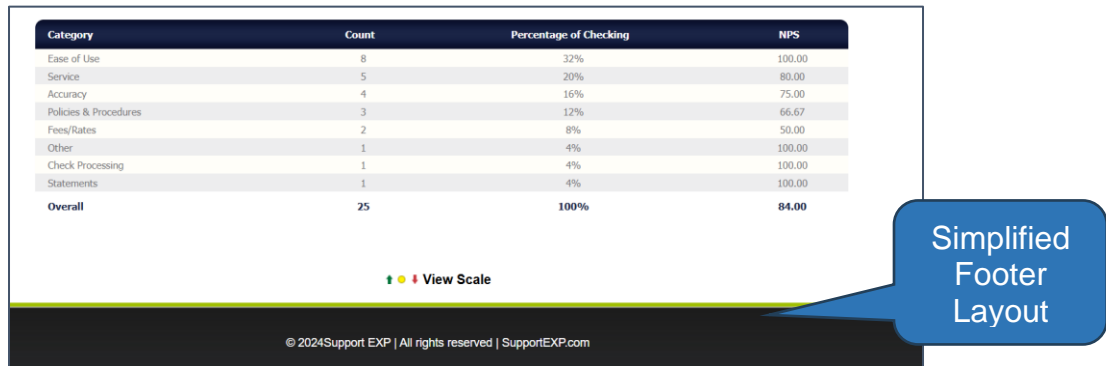 Category Count Percentage of Checking NPS
Ease of Use 8 32% 100.00
Service 5 20% 80.00
Accuracy 4 16% 75.00
Policies & Procedures 3 12% 66.67
Fees/Rates 2 8% 50.00
Other 1 4% 100.00
Check Processing 1 4% 100.00
Statements 1 4% 100.00
Overall 25 100% 84.00
View Scale
© 2024Support EXP | All rights reserved | SupportEXP.com
Simplified
Footer
Layout